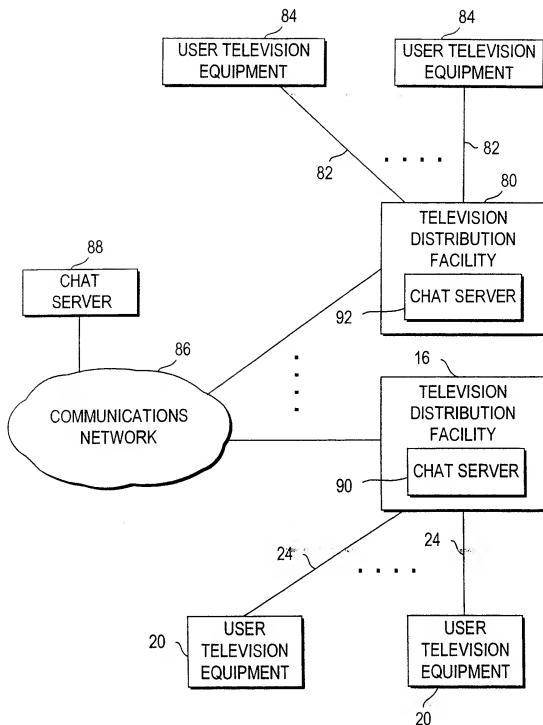 84
84
USER TELEVISION
EQUIPMENT
USER TELEVISION
EQUIPMENT
82
82
80
TELEVISION
DISTRIBUTION
FACILITY
CHAT SERVER
92
88
CHAT
SERVER
86
COMMUNICATIONS
NETWORK
16
TELEVISION
DISTRIBUTION
FACILITY
CHAT SERVER
90
24
24
20
USER
TELEVISION
EQUIPMENT
USER
TELEVISION
EQUIPMENT
20